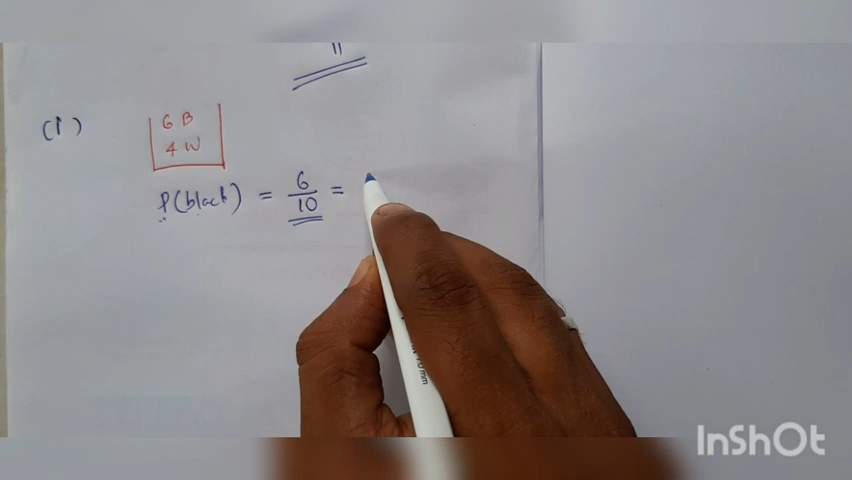 11
(1)
6 B
4 W
P(black) = 6/10 =
InShOt